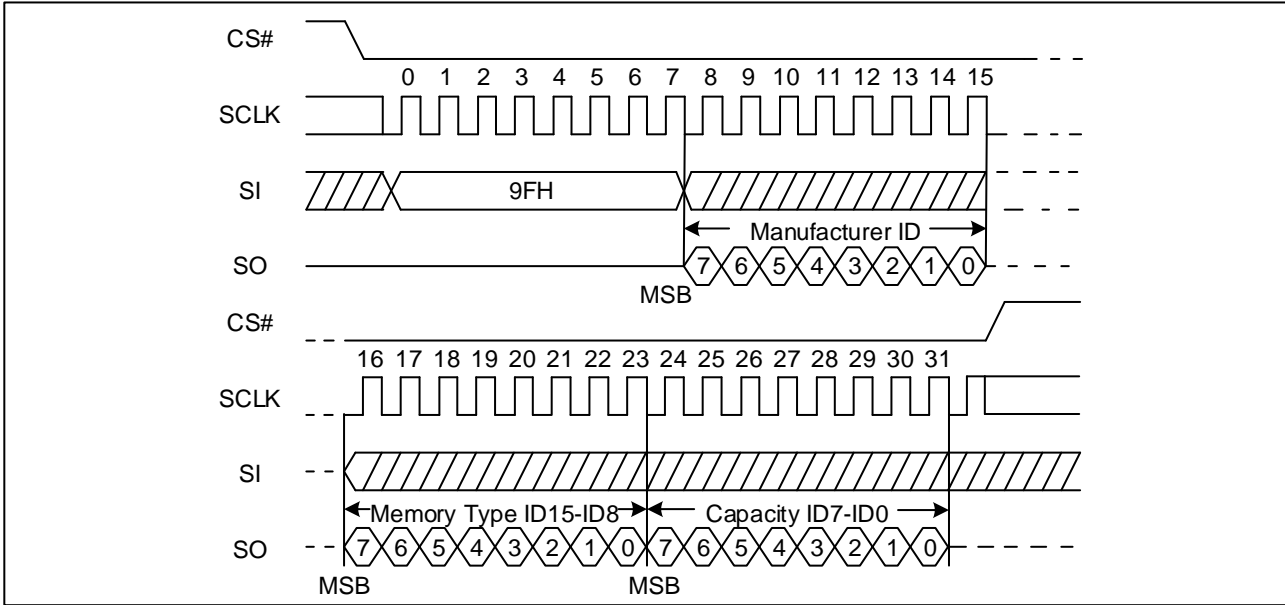 CS#
0 1 2 3 4 5 6 7 8 9 10 11 12 13 14 15
SCLK
SI 9FH
Manufacturer ID
SO 7 6 5 4 3 2 1 0
MSB
CS#
16 17 18 19 20 21 22 23 24 25 26 27 28 29 30 31
SCLK
SI
Memory Type ID15-ID8 Capacity ID7-ID0
SO 7 6 5 4 3 2 1 0 7 6 5 4 3 2 1 0
MSB MSB